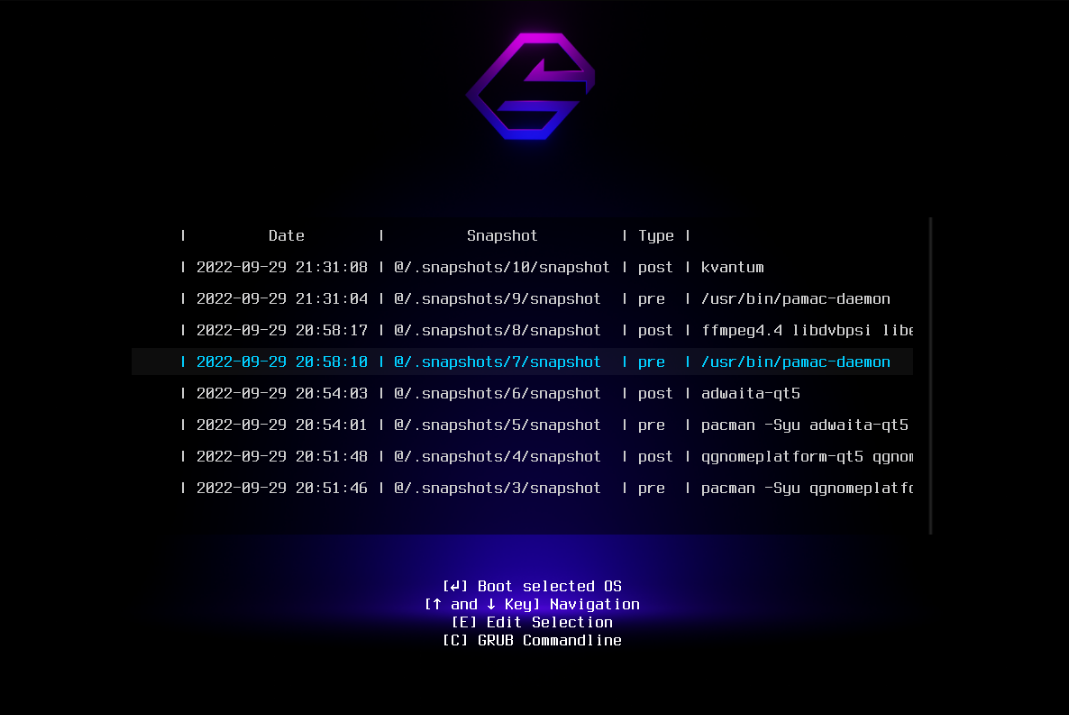 | Date | Snapshot | Type |
| 2022-09-29 21:31:08 | @/.snapshots/10/snapshot | post | kvantum
| 2022-09-29 21:31:04 | @/.snapshots/9/snapshot | pre | /usr/bin/pamac-daemon
| 2022-09-29 20:58:17 | @/.snapshots/8/snapshot | post | ffmpeg4.4 libdvbpsi
| 2022-09-29 20:58:10 | @/.snapshots/7/snapshot | pre | /usr/bin/pamac-daemon
| 2022-09-29 20:54:03 | @/.snapshots/6/snapshot | post | adwaita-qt5
| 2022-09-29 20:54:01 | @/.snapshots/5/snapshot | pre | pacman -Syu adwaita-qt5
| 2022-09-29 20:51:48 | @/.snapshots/4/snapshot | post | qgnomeplatform-qt5 qgnom
| 2022-09-29 20:51:46 | @/.snapshots/3/snapshot | pre | pacman -Syu qgnomeplatf
[↲] Boot selected OS
[↑ and ↓ Key] Navigation
[E] Edit Selection
[C] GRUB Commandline